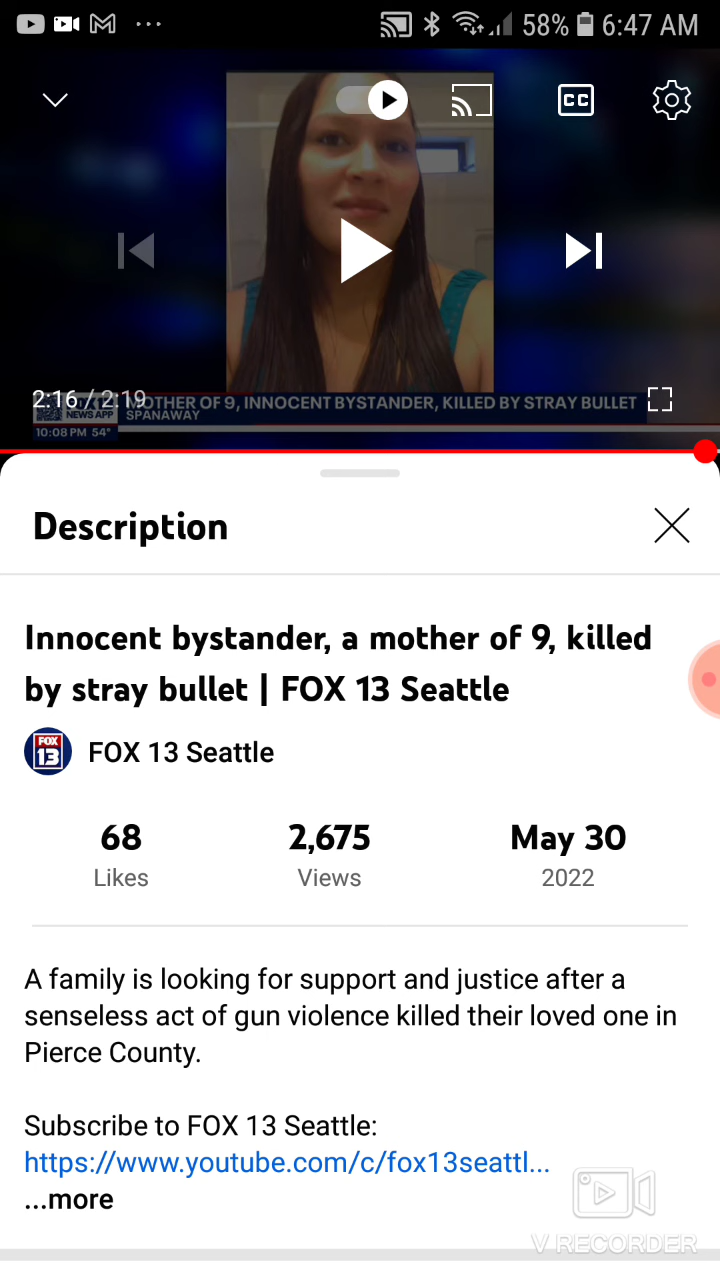 58% 6:47 AM
CC
2:16 / 2:19
NEWS APP
MOTHER OF 9, INNOCENT BYSTANDER, KILLED BY STRAY BULLET
SPANAWAY
10:08 PM 54°
Description
Innocent bystander, a mother of 9, killed
by stray bullet | FOX 13 Seattle
FOX
13
FOX 13 Seattle
68
Likes
2,675
Views
May 30
2022
A family is looking for support and justice after a
senseless act of gun violence killed their loved one in
Pierce County.
Subscribe to FOX 13 Seattle:
https://www.youtube.com/c/fox13seattl...
...more
V RECORDER